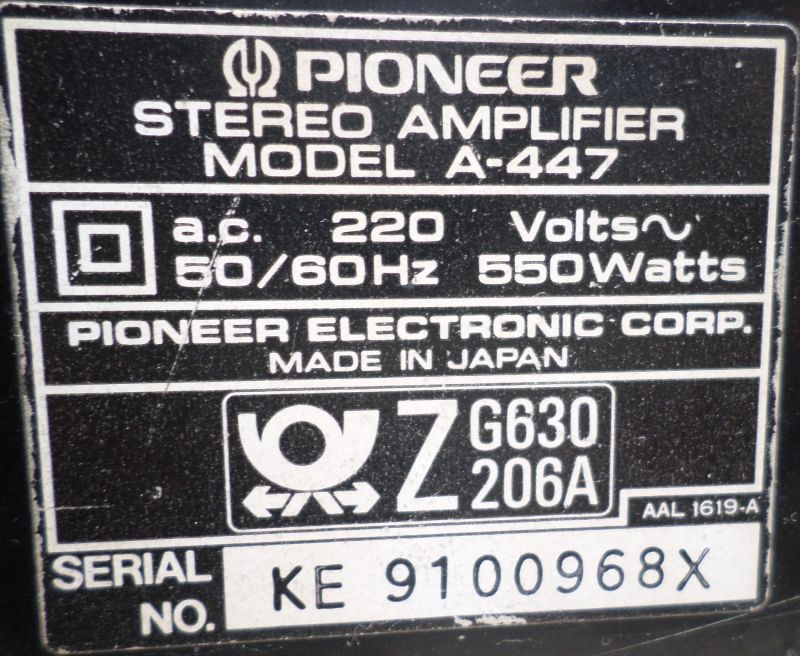 PIONEER
STEREO AMPLIFIER
MODEL A-447
a.c. 220 Volts~
50/60Hz 550Watts
PIONEER ELECTRONIC CORP.
MADE IN JAPAN
Z G630
206A
AAL 1619-A
SERIAL NO. KE 9100968X